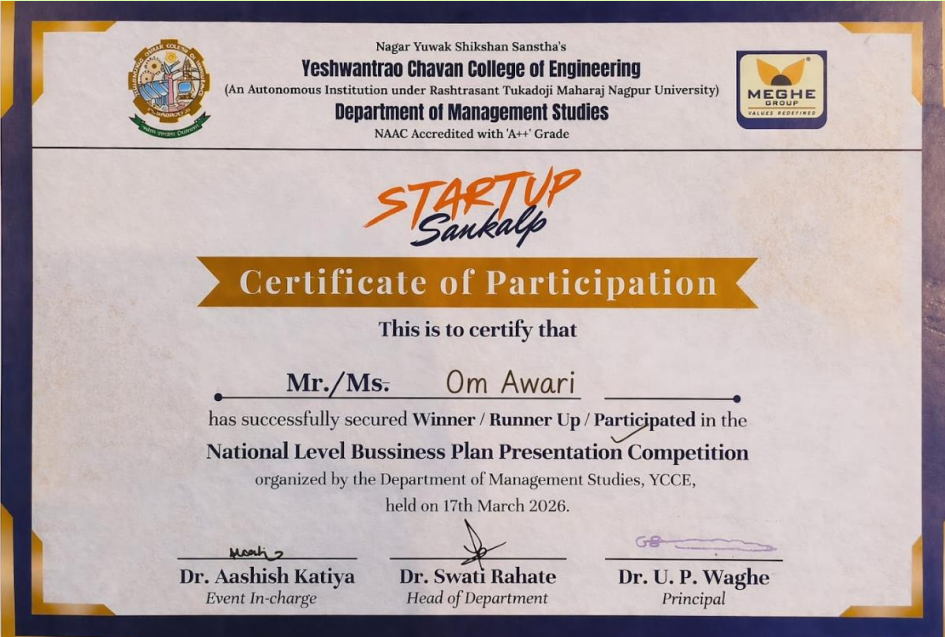 Nagar Yuwak Shikshan Sanstha's
Yeshwantrao Chavan College of Engineering
(An Autonomous Institution under Rashtrasant Tukadoji Maharaj Nagpur University)
Department of Management Studies
NAAC Accredited with 'A++' Grade
MEGHE
GROUP
VALUES REDEFINED
STARTUP
Sankalp
Certificate of Participation
This is to certify that
Mr./Ms. Om Awari
has successfully secured Winner / Runner Up / Participated in the
National Level Bussiness Plan Presentation Competition
organized by the Department of Management Studies, YCCE,
held on 17th March 2026.
Dr. Aashish Katiya Dr. Swati Rahate Dr. U. P. Waghe
Event In-charge Head of Department Principal